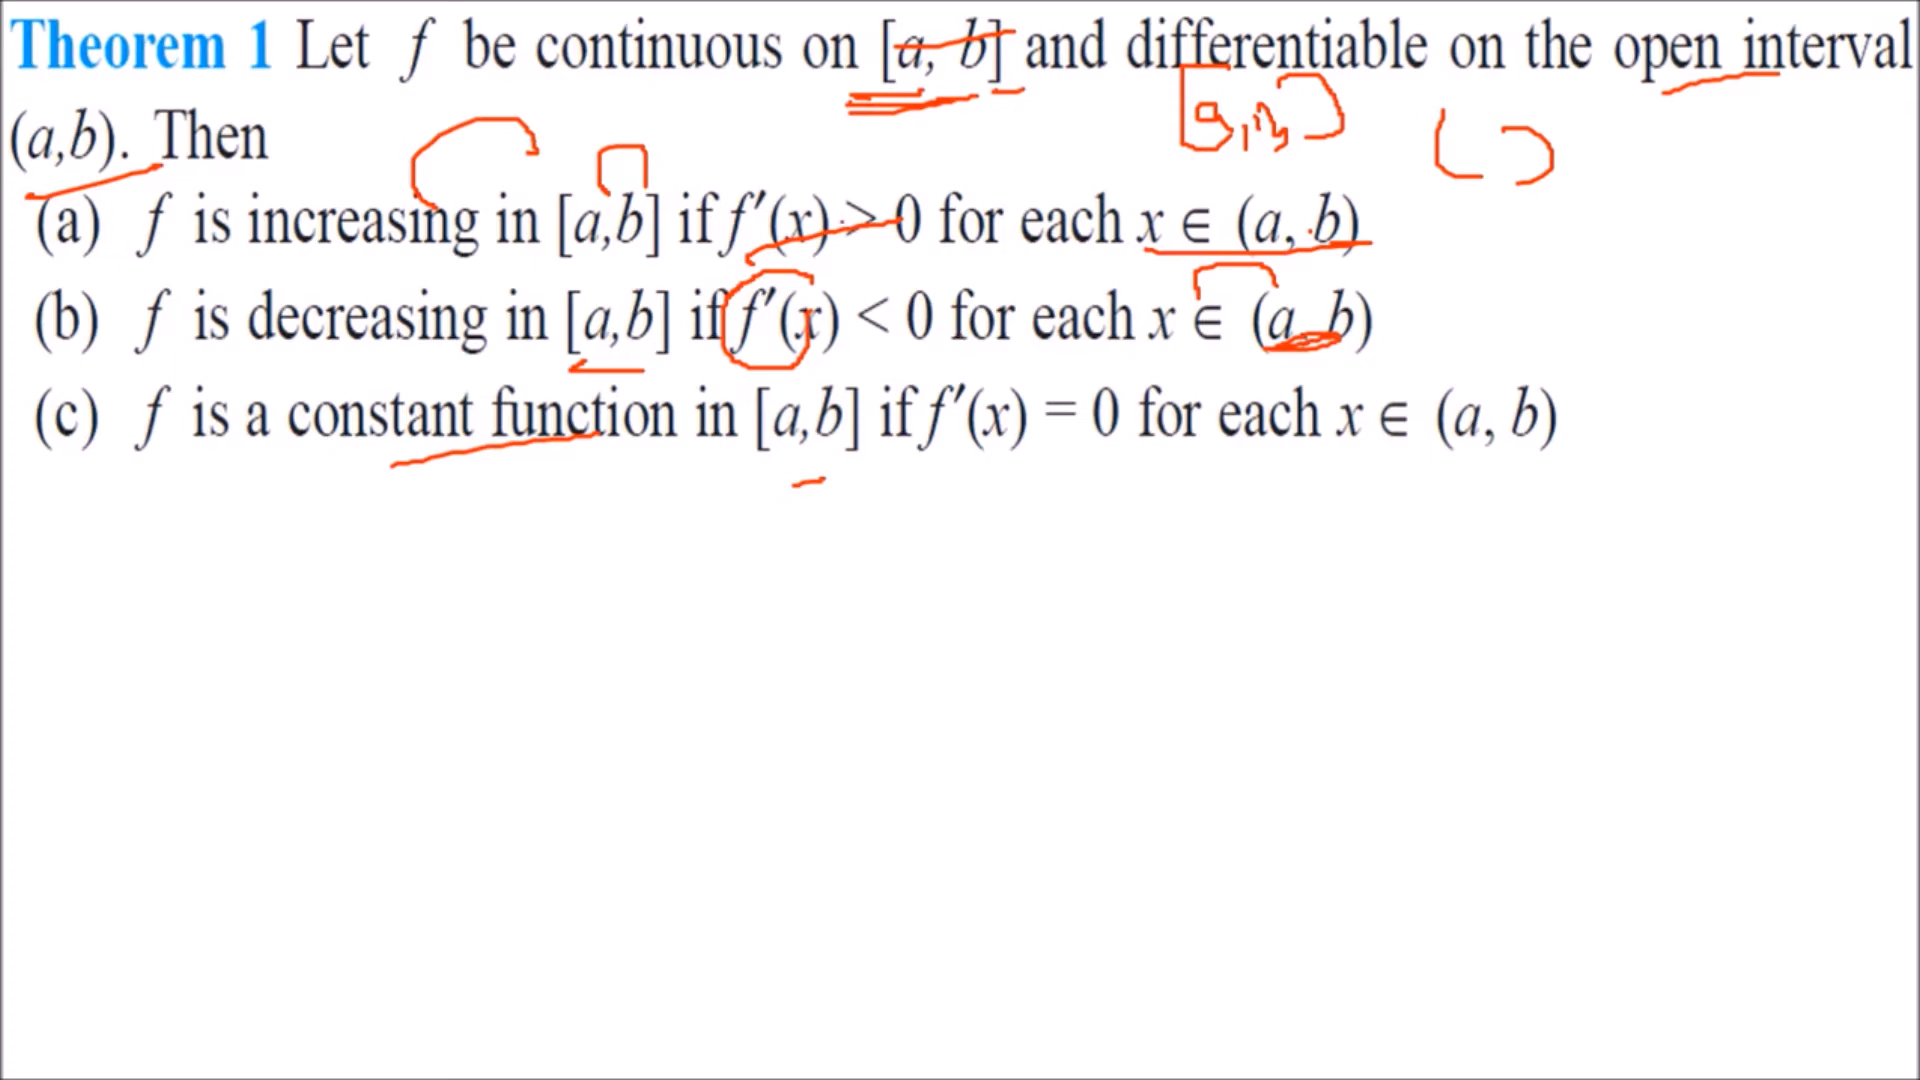 Theorem 1 Let f be continuous on [a, b] and differentiable on the open interval
(a,b). Then
(a) f is increasing in [a,b] if f′(x) > 0 for each x ∈ (a, b)
(b) f is decreasing in [a,b] if f′(x) < 0 for each x ∈ (a, b)
(c) f is a constant function in [a,b] if f′(x) = 0 for each x ∈ (a, b)